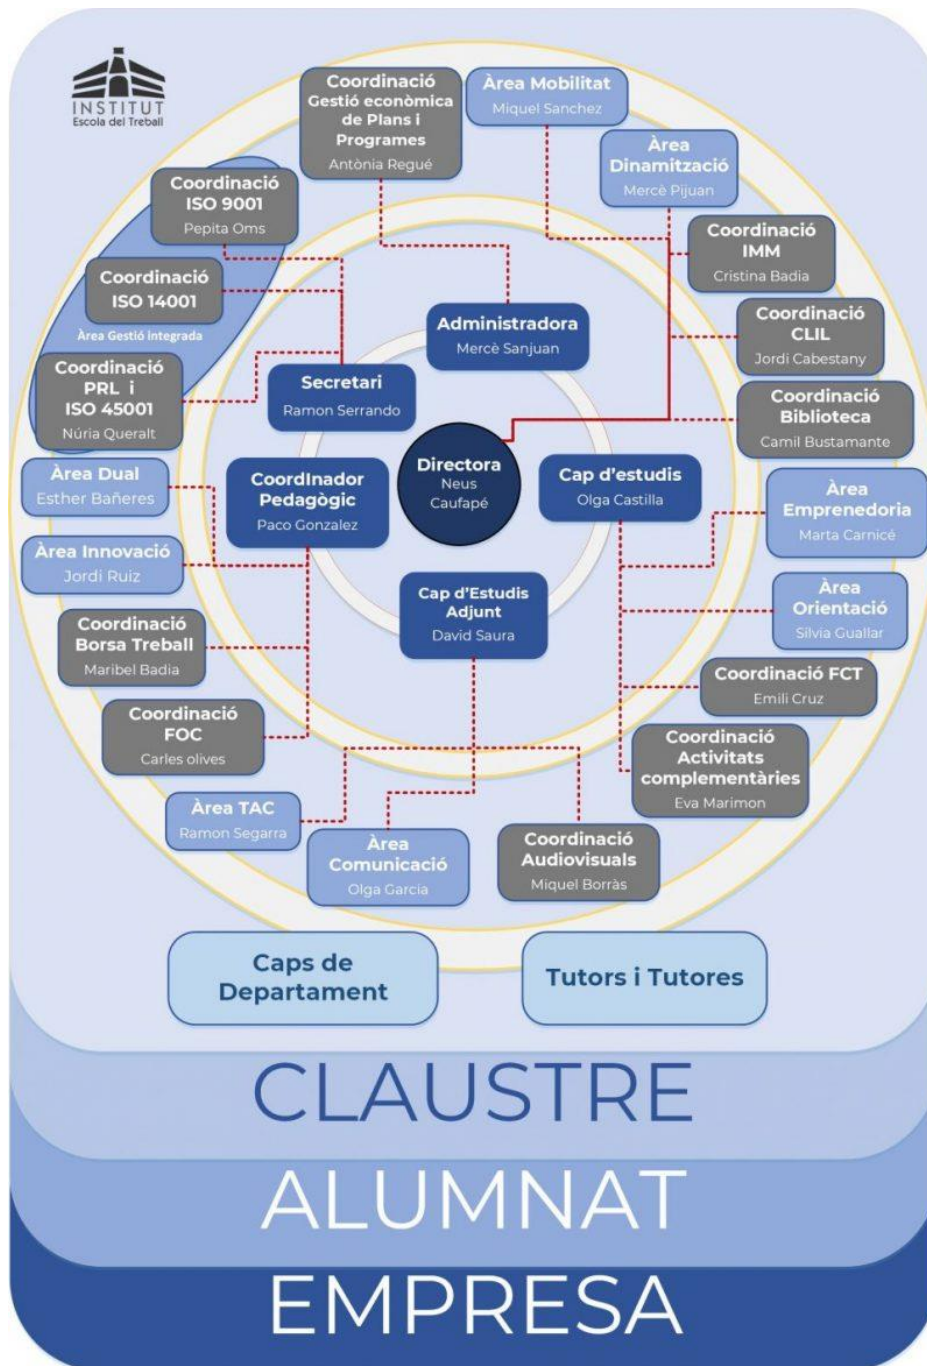 INSTITUT
Escola del Treball
Coordinació
Gestió econòmica
de Plans i
Programes
Antònia Regué
Àrea Mobilitat
Miquel Sanchez
Àrea
Dinamització
Mercè Pijuan
Coordinació
ISO 9001
Pepita Oms
Coordinació
IMM
Cristina Badia
Coordinació
ISO 14001
Àrea Gestió integrada
Administradora
Mercè Sanjuan
Coordinació
CLIL
Jordi Cabestany
Coordinació
PRL i
ISO 45001
Núria Queralt
Secretari
Ramon Serrando
Coordinació
Biblioteca
Camil Bustamante
Àrea Dual
Esther Bañeres
CoordInador
Pedagògic
Paco Gonzalez
Directora
Neus
Caufapé
Cap d'estudis
Olga Castilla
Àrea
Emprenedoria
Marta Carnicé
Àrea Innovació
Jordi Ruiz
Cap d'Estudis
Adjunt
David Saura
Àrea
Orientació
Sílvia Guallar
Coordinació
Borsa Treball
Maribel Badia
Coordinació FCT
Emili Cruz
Coordinació
FOC
Carles olives
Coordinació
Activitats
complementàries
Eva Marimon
Àrea TAC
Ramon Segarra
Àrea
Comunicació
Olga Garcia
Coordinació
Audiovisuals
Miquel Borràs
Caps de
Departament
Tutors i Tutores
CLAUSTRE
ALUMNAT
EMPRESA